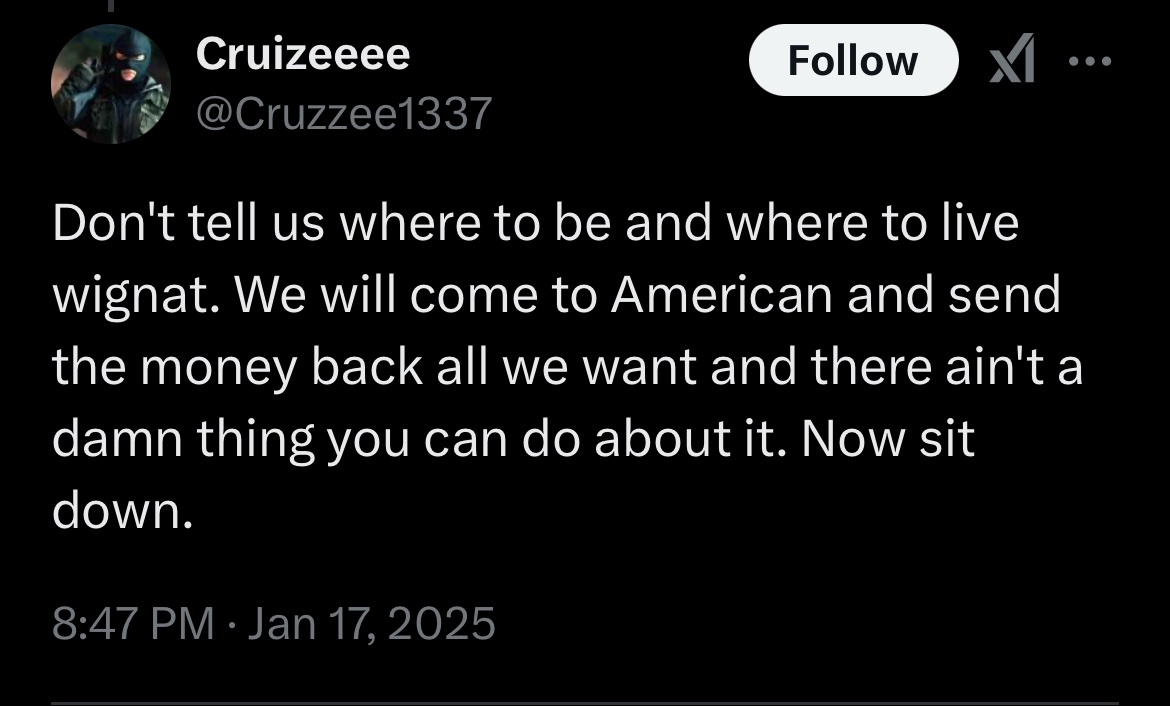 Cruizeeee
Follow
@Cruzzee1337
Don't tell us where to be and where to live
wignat. We will come to American and send
the money back all we want and there ain't a
damn thing you can do about it. Now sit
down.
8:47 PM · Jan 17, 2025